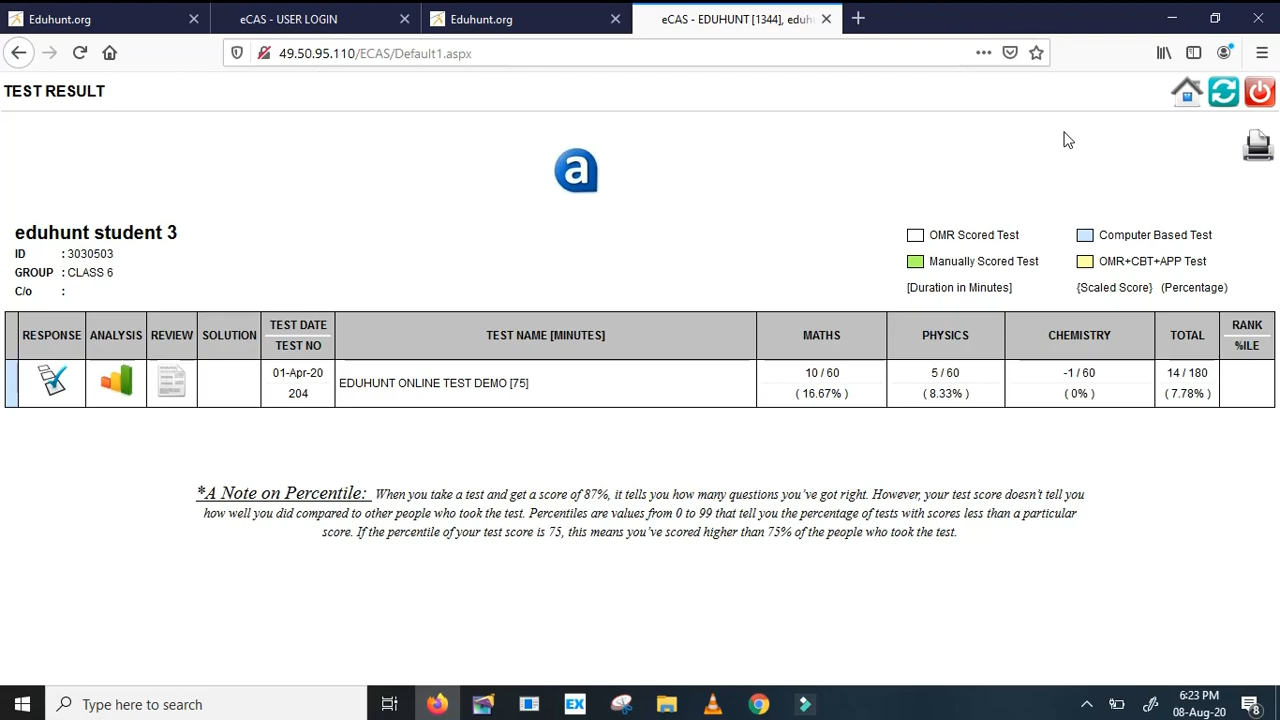 Eduhunt.org
eCAS - USER LOGIN
Eduhunt.org
eCAS - EDUHUNT [1344], eduh
49.50.95.110/ECAS/Default1.aspx
TEST RESULT
a
eduhunt student 3
ID : 3030503
GROUP : CLASS 6
C/o :
OMR Scored Test
Computer Based Test
Manually Scored Test
OMR+CBT+APP Test
[Duration in Minutes]
{Scaled Score} (Percentage)
RESPONSE ANALYSIS REVIEW SOLUTION TEST DATE TEST NO TEST NAME [MINUTES] MATHS PHYSICS CHEMISTRY TOTAL RANK %ILE
01-Apr-20 EDUHUNT ONLINE TEST DEMO [75] 10 / 60 5 / 60 -1 / 60 14 / 180
204 ( 16.67% ) ( 8.33% ) ( 0% ) ( 7.78% )
*A Note on Percentile: When you take a test and get a score of 87%, it tells you how many questions you've got right. However, your test score doesn't tell you
how well you did compared to other people who took the test. Percentiles are values from 0 to 99 that tell you the percentage of tests with scores less than a particular
score. If the percentile of your test score is 75, this means you've scored higher than 75% of the people who took the test.
Type here to search
EX
6:23 PM
08-Aug-20
8